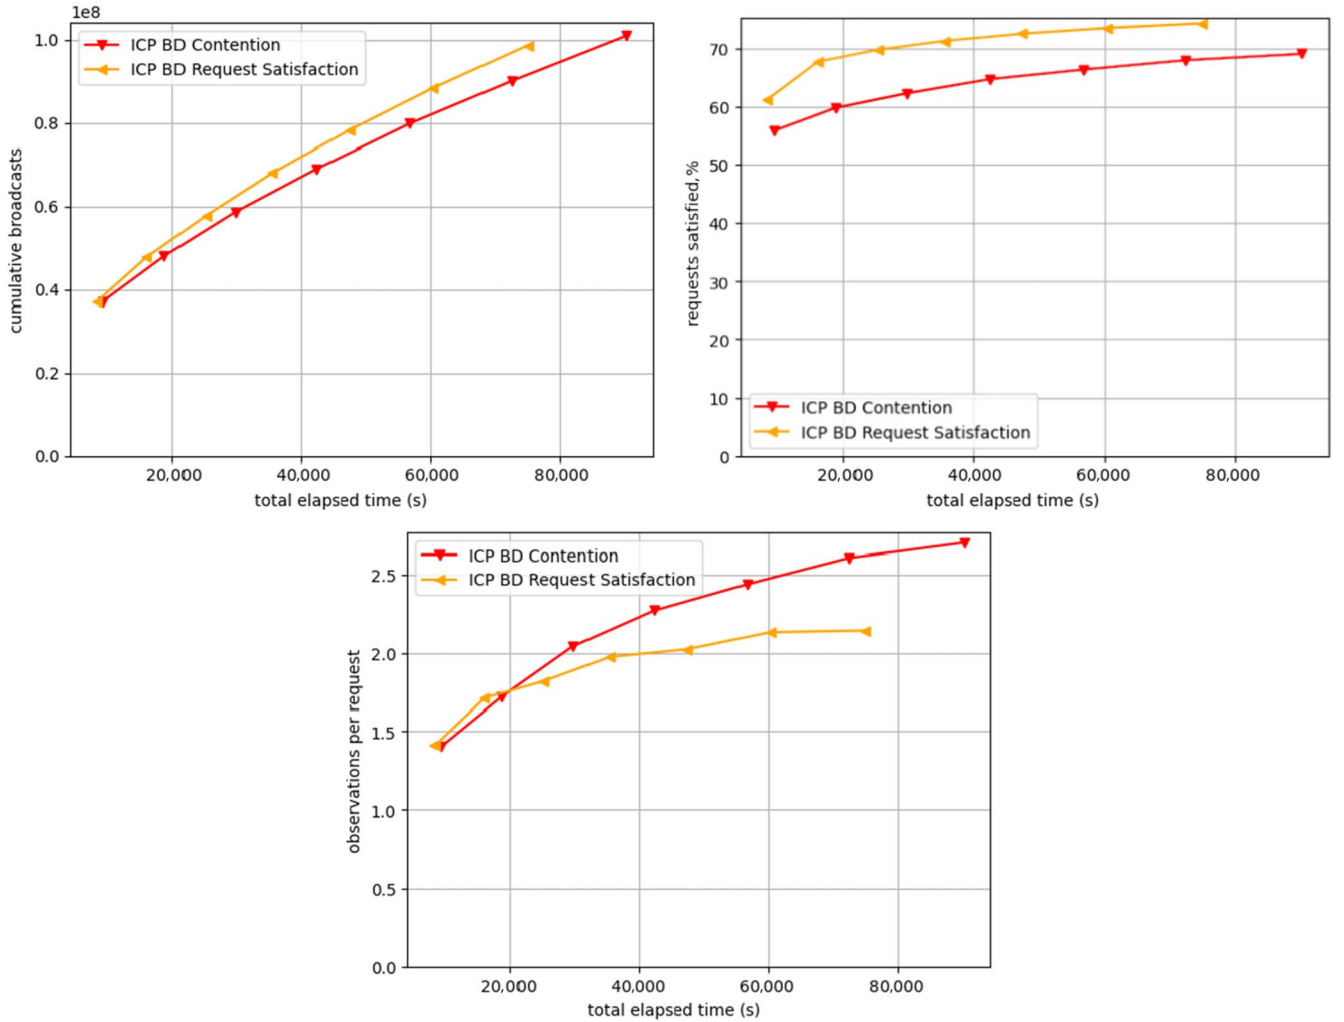 1e8
1.0
0.8
0.6
0.4
0.2
0.0
cumulative broadcasts
ICP BD Contention
ICP BD Request Satisfaction
20,000 40,000 60,000 80,000
total elapsed time (s)
70
60
50
40
30
20
10
0
requests satisfied,%
ICP BD Contention
ICP BD Request Satisfaction
20,000 40,000 60,000 80,000
total elapsed time (s)
2.5
2.0
1.5
1.0
0.5
0.0
observations per request
ICP BD Contention
ICP BD Request Satisfaction
20,000 40,000 60,000 80,000
total elapsed time (s)